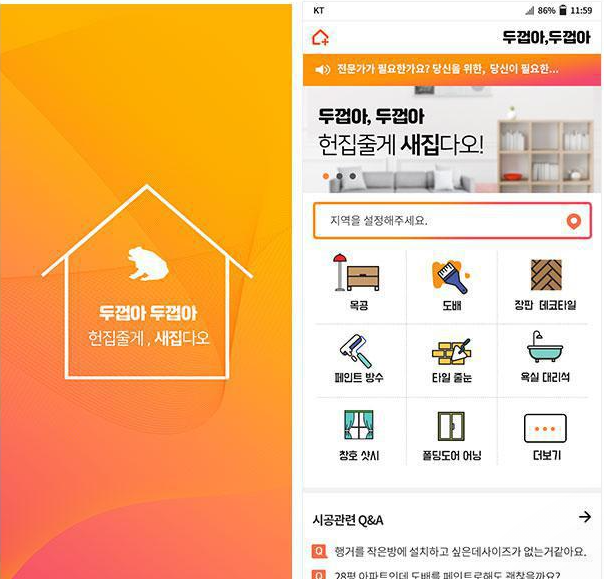 두껍아 두껍아
헌집줄게, 새집다오
KT
86%
11:59
두껍아,두껍아
전문가가 필요한가요? 당신을 위한, 당신이 필요한...
두껍아, 두껍아
헌집줄게 새집다오!
지역을 설정해주세요.
목공
도배
장판 데코타일
페인트 방수
타일 줄눈
욕실 대리석
창호 샷시
폴딩도어 어닝
더보기
시공관련 Q&A
Q 행거를 작은방에 설치하고 싶은데사이즈가 없는거같아요.
Q 28평 아파트인데 도배를 페인트로해도 괜찮을까요?